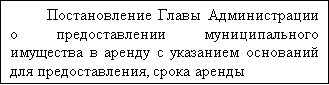 Постановление Главы Администрации
о предоставлении муниципального
имущества в аренду с указанием оснований
для предоставления, срока аренды